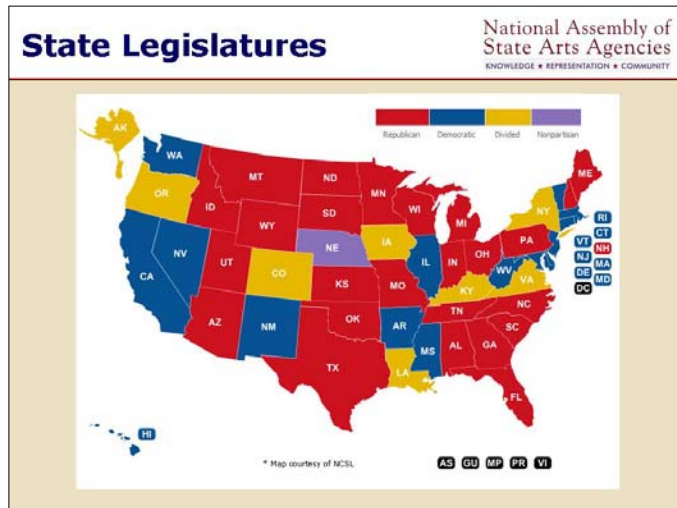 State Legislatures
National Assembly of
State Arts Agencies
KNOWLEDGE ★ REPRESENTATION ★ COMMUNITY
Republican Democratic Divided Nonpartisan
AK
WA
MT
ND
MN
ME
OR
ID
WI
NY
SD
MI
WY
RI
CT
PA
VT
NH
IA
NE
NJ
MA
OH
IN
IL
NV
UT
DE
MD
WV
CO
VA
CA
DC
KS
MO
KY
NC
TN
OK
AZ
NM
AR
SC
MS
AL
GA
TX
LA
FL
HI
* Map courtesy of NCSL
AS GU MP PR VI